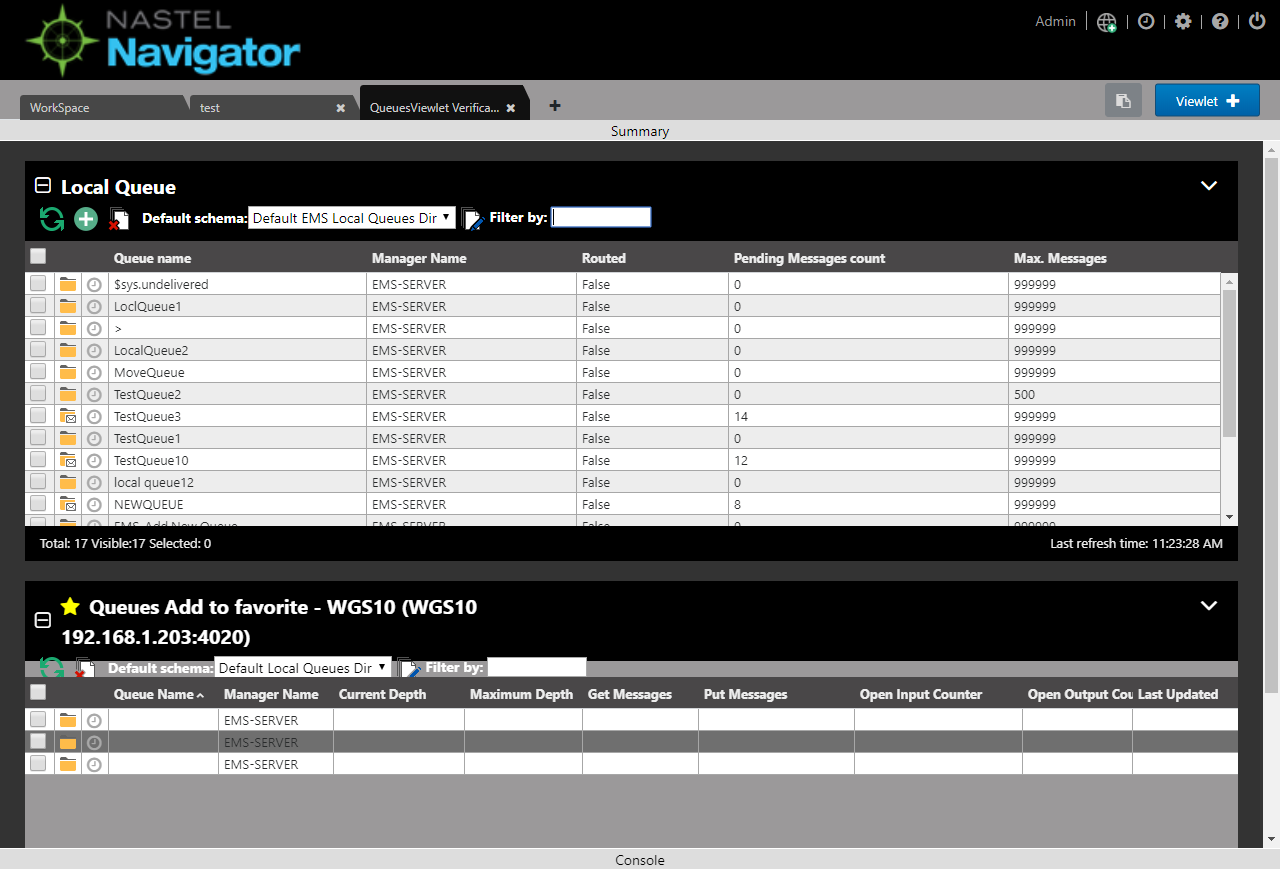 NASTEL
Navigator
Admin
WorkSpace
test
QueuesViewlet Verifica...
Viewlet
Summary
Local Queue
Default schema: Default EMS Local Queues Dir Filter by:
Queue name Manager Name Routed Pending Messages count Max. Messages
$sys.undelivered EMS-SERVER False 0 999999
LoclQueue1 EMS-SERVER False 0 999999
> EMS-SERVER False 0 999999
LocalQueue2 EMS-SERVER False 0 999999
MoveQueue EMS-SERVER False 0 999999
TestQueue2 EMS-SERVER False 0 500
TestQueue3 EMS-SERVER False 14 999999
TestQueue1 EMS-SERVER False 0 999999
TestQueue10 EMS-SERVER False 12 999999
local queue12 EMS-SERVER False 0 999999
NEWQUEUE EMS-SERVER False 8 999999
EMS-SERVER False 0 999999
Total: 17 Visible:17 Selected: 0 Last refresh time: 11:23:28 AM
Queues Add to favorite - WGS10 (WGS10
192.168.1.203:4020)
Default schema: Default Local Queues Dir Filter by:
Queue Name Manager Name Current Depth Maximum Depth Get Messages Put Messages Open Input Counter Open Output Cou Last Updated
EMS-SERVER
EMS-SERVER
EMS-SERVER
Console